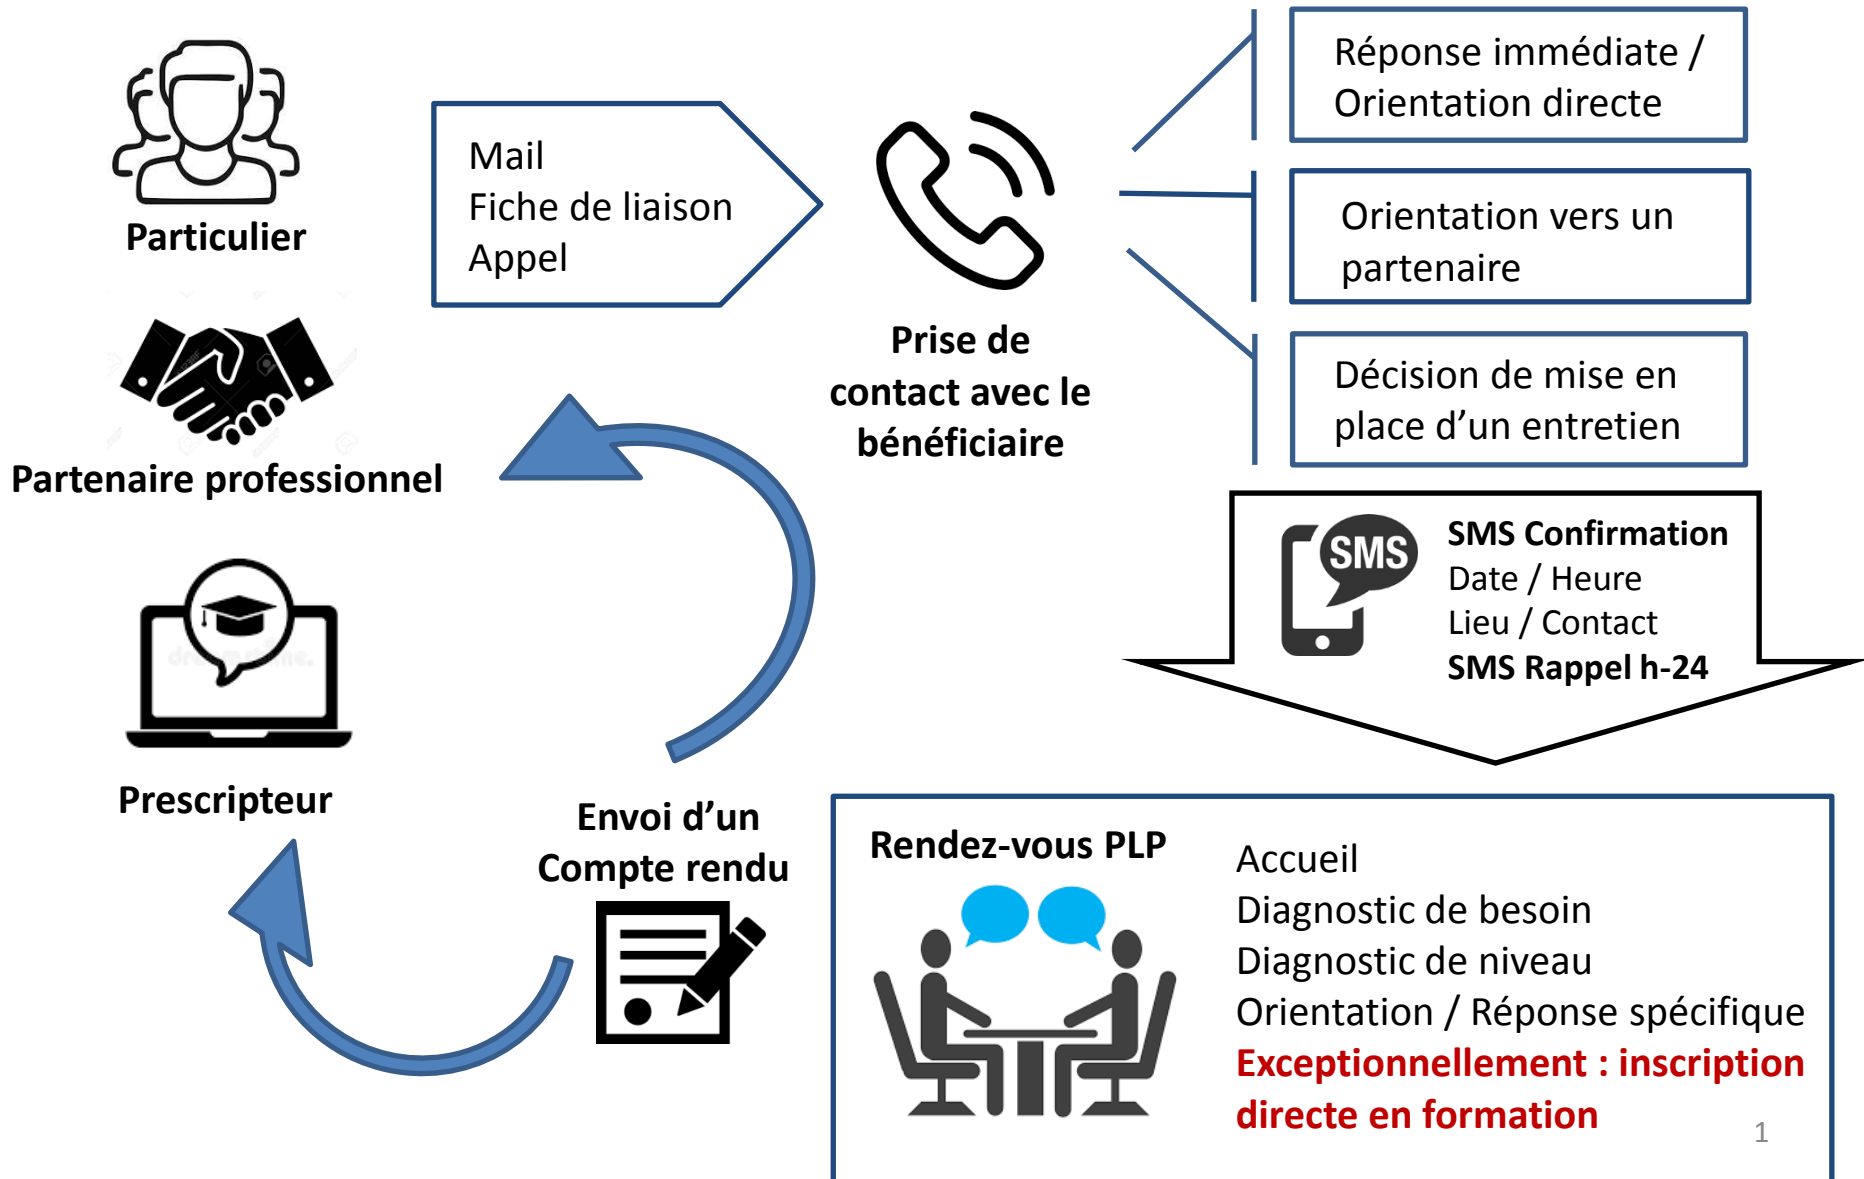 Particulier
Partenaire professionnel
Prescripteur
Mail
Fiche de liaison
Appel
Prise de
contact avec le
bénéficiaire
Réponse immédiate /
Orientation directe
Orientation vers un
partenaire
Décision de mise en
place d’un entretien
SMS
SMS Confirmation
Date / Heure
Lieu / Contact
SMS Rappel h-24
Rendez-vous PLP
Accueil
Diagnostic de besoin
Diagnostic de niveau
Orientation / Réponse spécifique
Exceptionnellement : inscription
directe en formation
Envoi d’un
Compte rendu
1